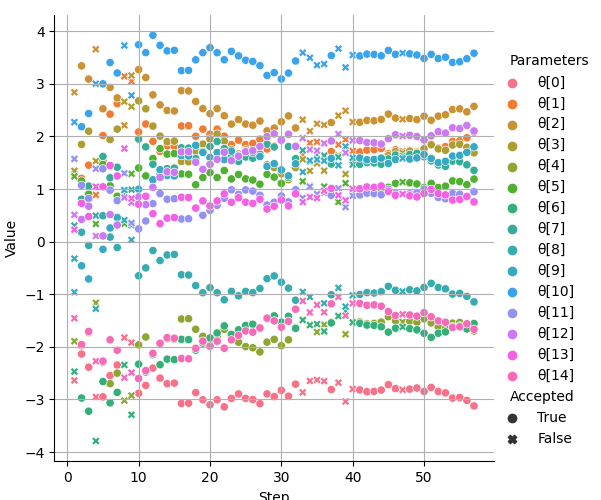 4
3
2
1
0
−1
−2
−3
−4
Value
0
10
20
30
40
50
Step
Parameters
θ[0]
θ[1]
θ[2]
θ[3]
θ[4]
θ[5]
θ[6]
θ[7]
θ[8]
θ[9]
θ[10]
θ[11]
θ[12]
θ[13]
θ[14]
Accepted
True
False